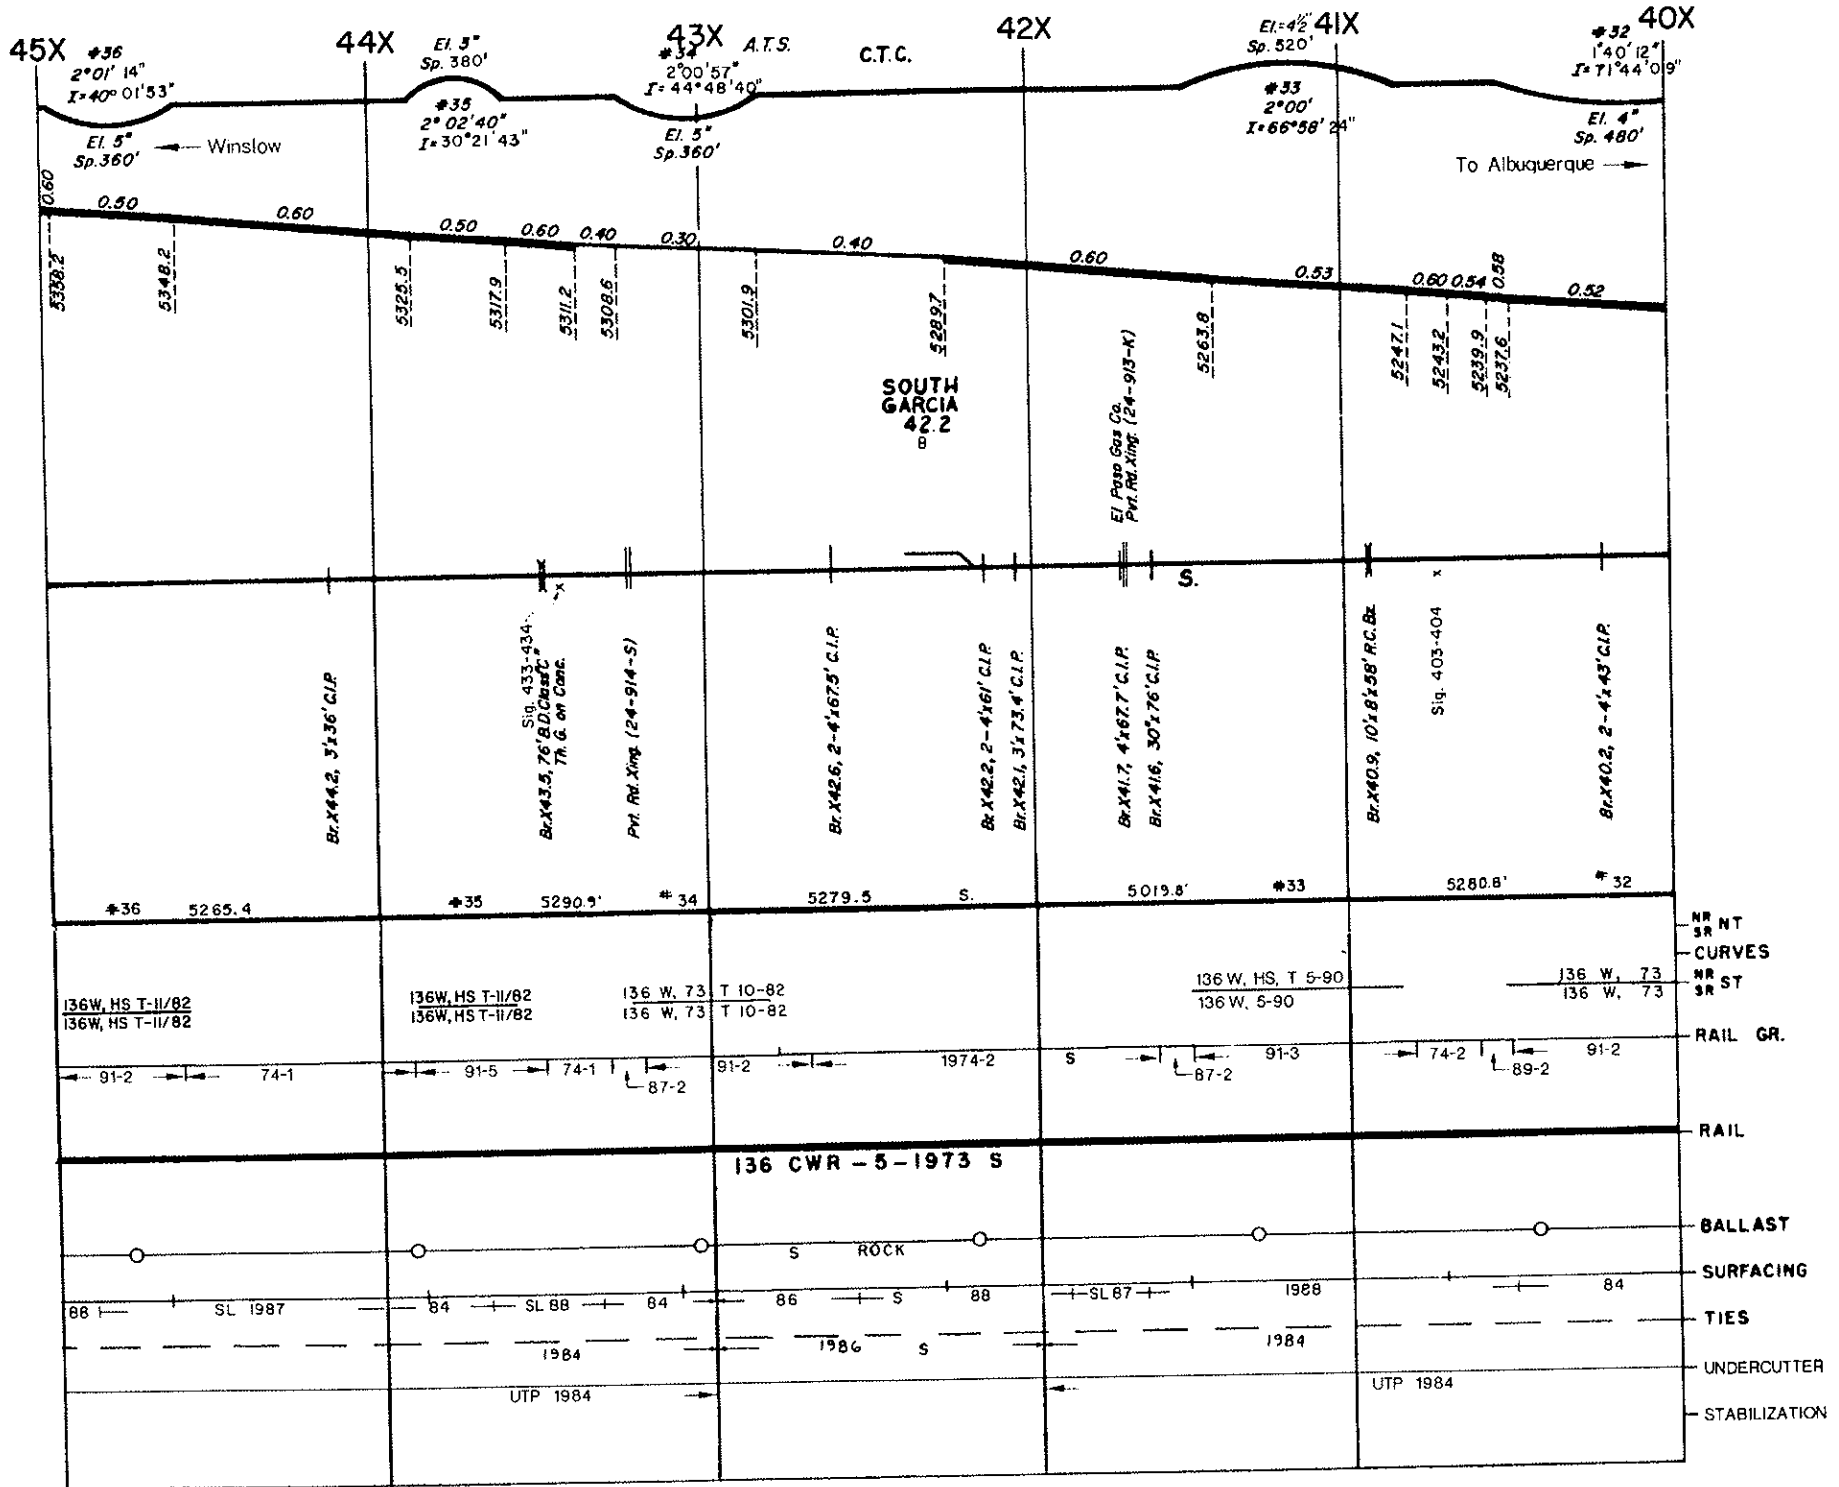 45X
44X
43X
42X
41X
40X
#36
2°01' 14"
I=40° 01'53"
El. 5"
Sp.360'
Winslow
El. 5"
Sp. 380'
#35
2° 02'40"
I=30°21'43"
#34
2°00'57"
I=44°48'40"
El. 5"
Sp.360'
A.T.S.
C.T.C.
El.=4½"
Sp. 520'
#33
2°00'
I=66°58' 24"
#32
1°40'12"
I=71°44'09"
El. 4"
Sp. 480'
To Albuquerque
0.60
0.50
0.60
0.50
0.60
0.40
0.30
0.40
0.60
0.53
0.60
0.54
0.58
0.52
5348.2
5325.5
5317.9
5311.2
5308.6
5301.9
5289.7
5263.8
5247.1
5243.2
5239.9
5237.6
SOUTH
GARCIA
42.2
B
El Paso Gas Co.
Pvt. Rd. Xing. (24-913-K)
S.
Br.X44.2, 3'x36' C.I.P.
Sig. 433-434
Br.X43.5, 76' B.D.Class"C"
Th. G. on Conc.
Pvt. Rd. Xing. (24-914-S)
Br.X42.6, 2-4'x67.5' C.I.P.
Br.X42.2, 2-4'x61' C.I.P.
Br.X42.1, 3'x73.4' C.I.P.
Br.X41.7, 4'x67.7' C.I.P.
Br.X41.6, 30"x76' C.I.P.
Br.X40.9, 10'x8'x58' R.C.Bx.
Sig. 403-404
Br.X40.2, 2-4'x43' C.I.P.
#36 5265.4
#35 5290.9' #34
5279.5 S.
5019.8' #33
5280.8' #32
NR
SR NT
CURVES
NR
SR ST
136W, HS T-11/82
136W, HS T-11/82
136W, HS T-11/82
136W, HS T-11/82
136 W, 73 T 10-82
136 W, 73 T 10-82
136 W, HS, T 5-90
136 W, 5-90
136 W, 73
136 W, 73
RAIL GR.
91-2
74-1
91-5
74-1
87-2
91-2
1974-2
S
87-2
91-3
74-2
89-2
91-2
RAIL
136 CWR-5-1973 S
BALLAST
S ROCK
SURFACING
88
SL 1987
84
SL 88
84
86
S
88
SL 87
1988
84
TIES
1984
1986
S
1984
UNDERCUTTER
UTP 1984
UTP 1984
STABILIZATION